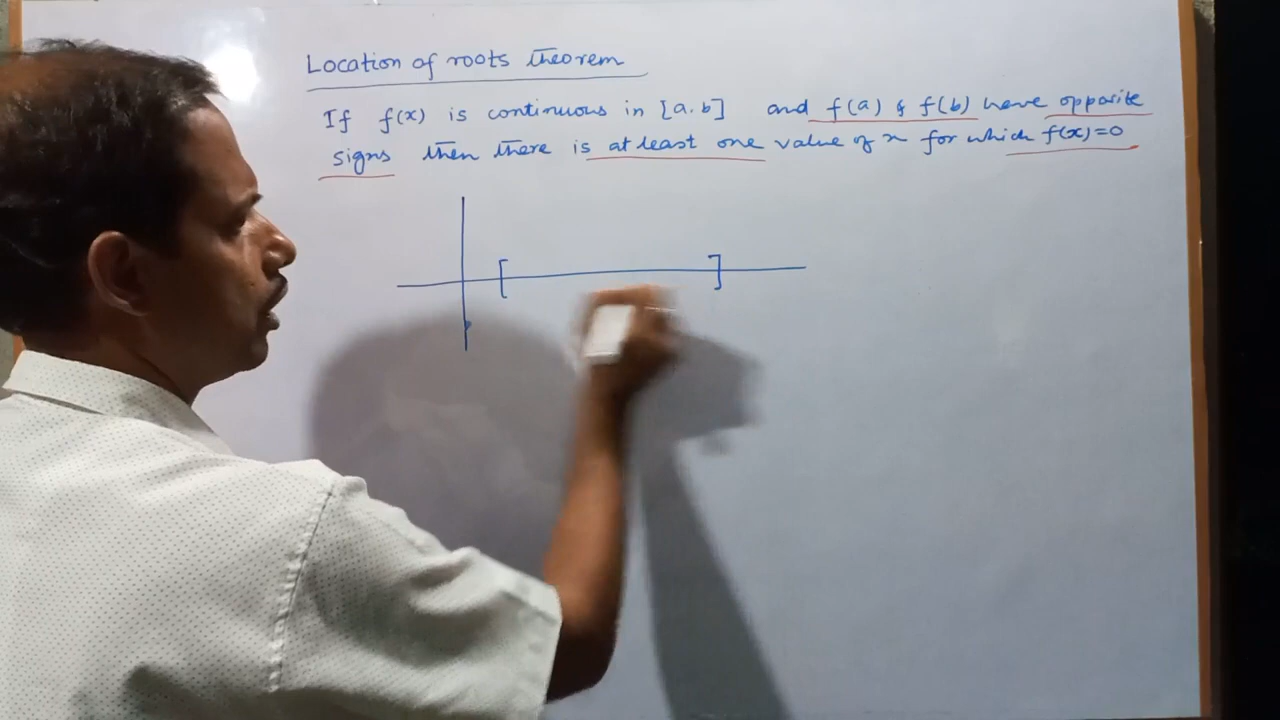 Location of roots theorem
If f(x) is continuous in [a.b] and f(a) & f(b) have opposite
signs then there is at least one value of x for which f(x)=0